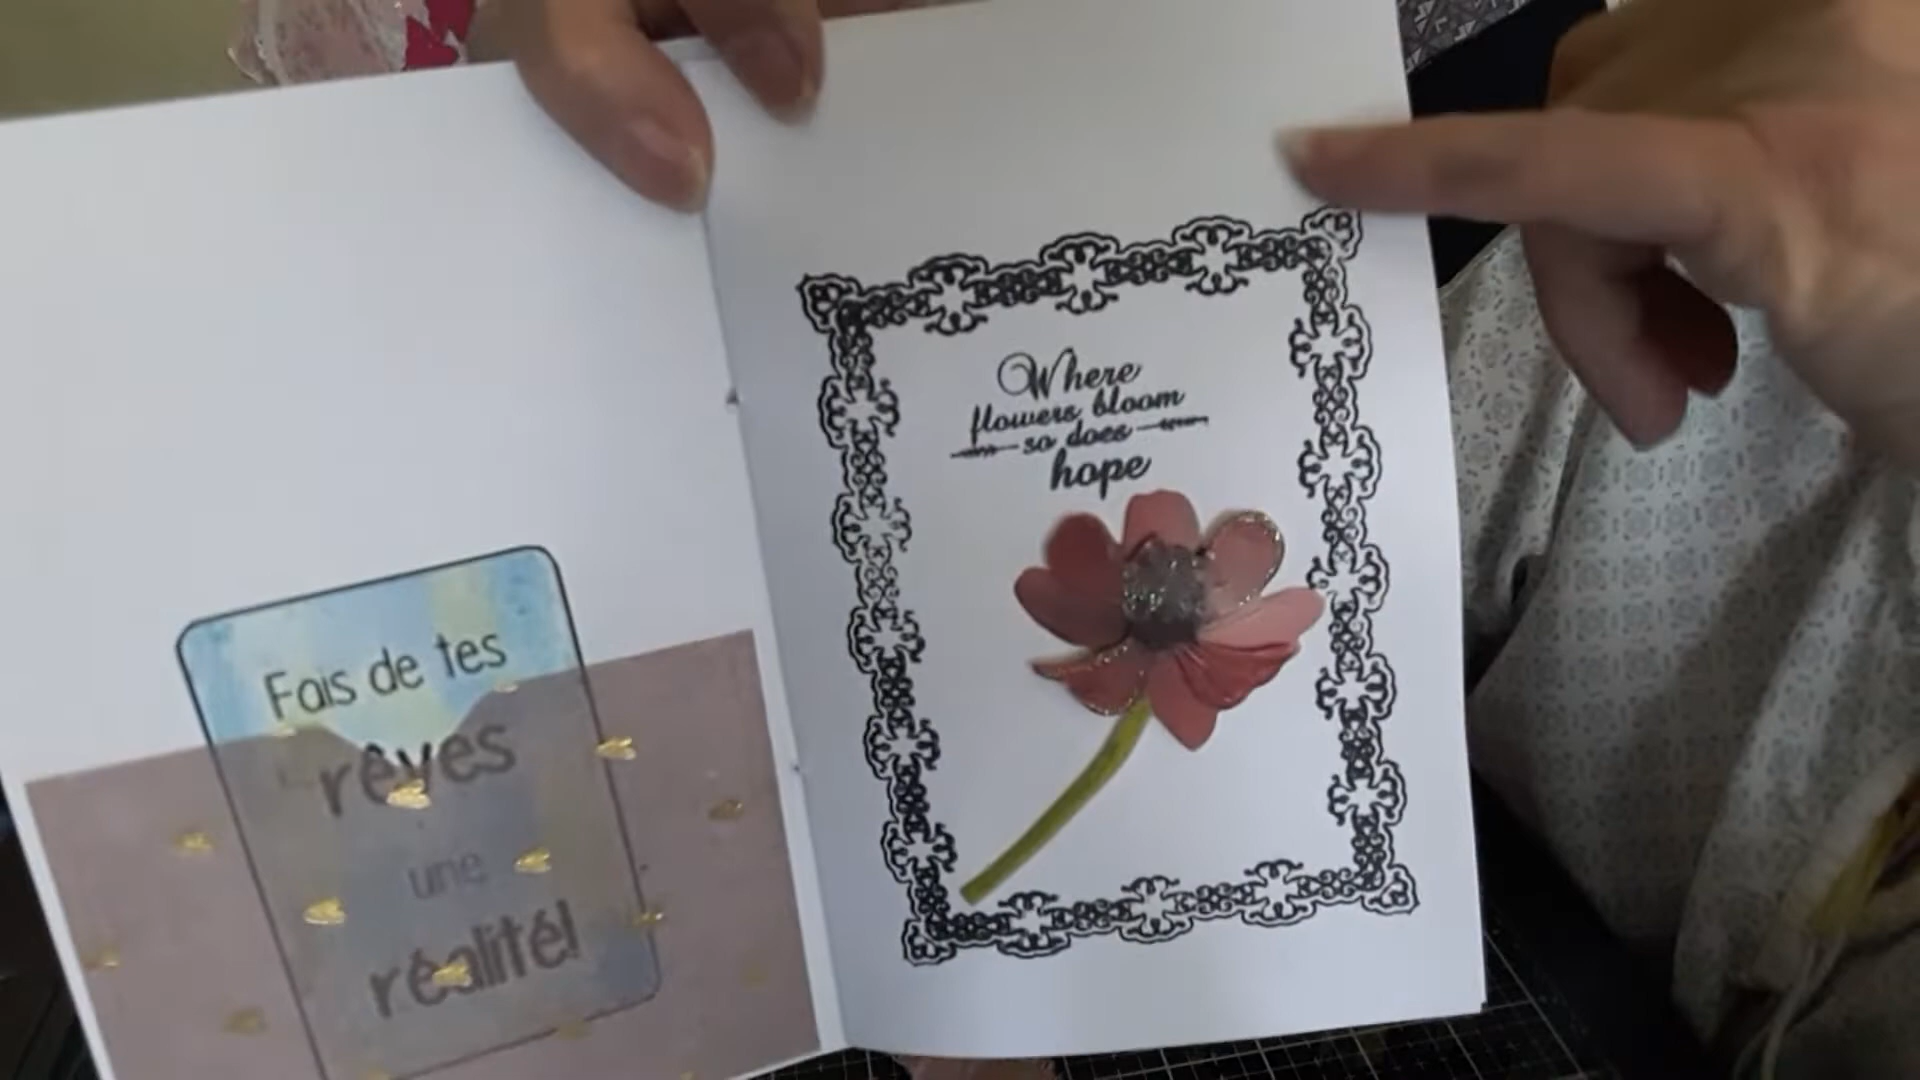 Fais de tes
rêves
une
réalité!
Where
flowers bloom
so does
hope